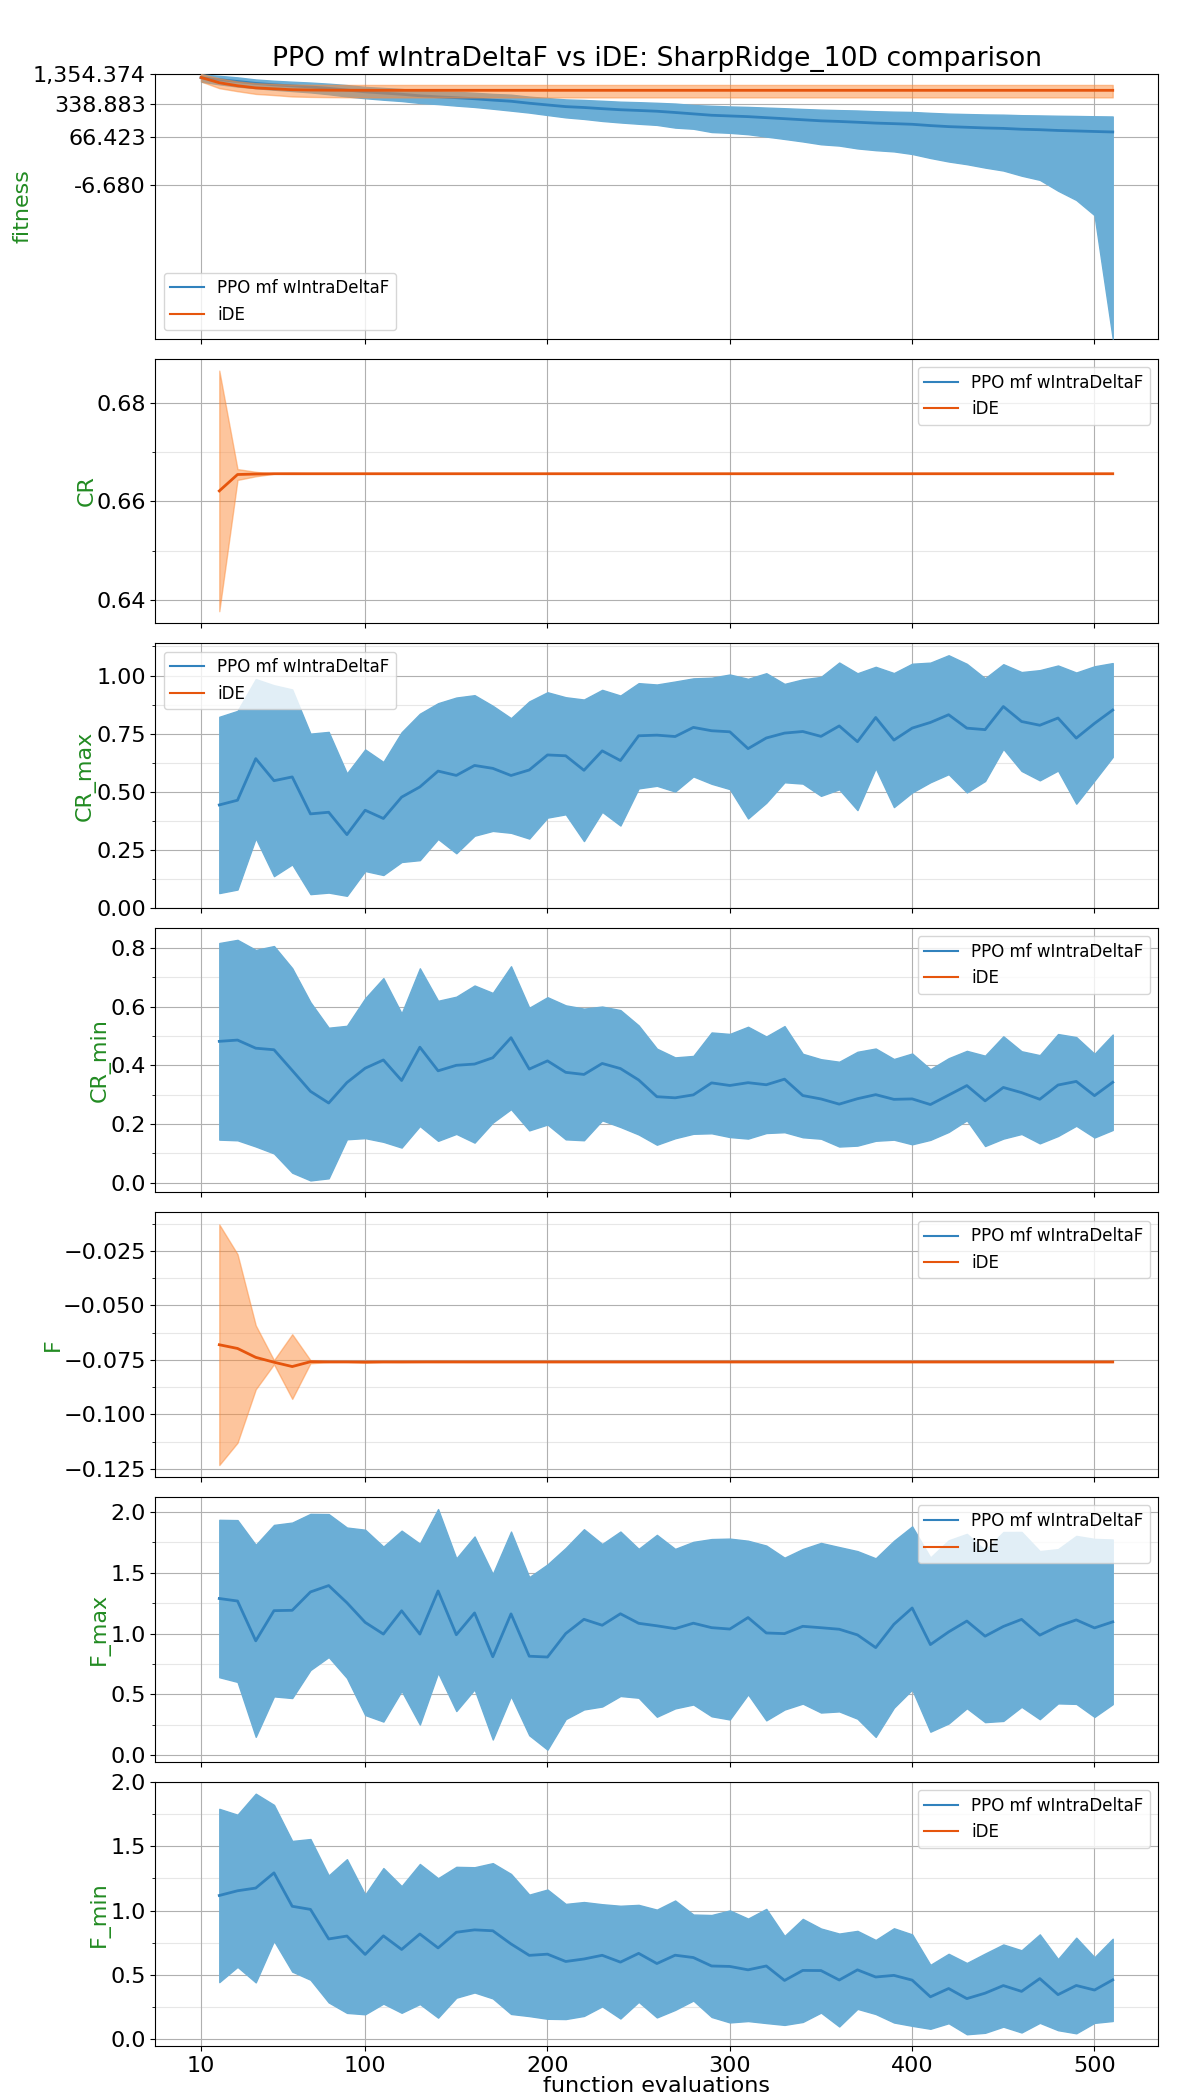 PPO mf wIntraDeltaF vs iDE: SharpRidge_10D comparison
1,354.374
338.883
66.423
-6.680
fitness
PPO mf wIntraDeltaF
iDE
0.68
0.66
0.64
CR
PPO mf wIntraDeltaF
iDE
1.00
0.75
0.50
0.25
0.00
CR_max
PPO mf wIntraDeltaF
iDE
0.8
0.6
0.4
0.2
0.0
CR_min
PPO mf wIntraDeltaF
iDE
−0.025
−0.050
−0.075
−0.100
−0.125
F
PPO mf wIntraDeltaF
iDE
2.0
1.5
1.0
0.5
0.0
F_max
PPO mf wIntraDeltaF
iDE
2.0
1.5
1.0
0.5
0.0
F_min
PPO mf wIntraDeltaF
iDE
10 100 200 300 400 500
function evaluations